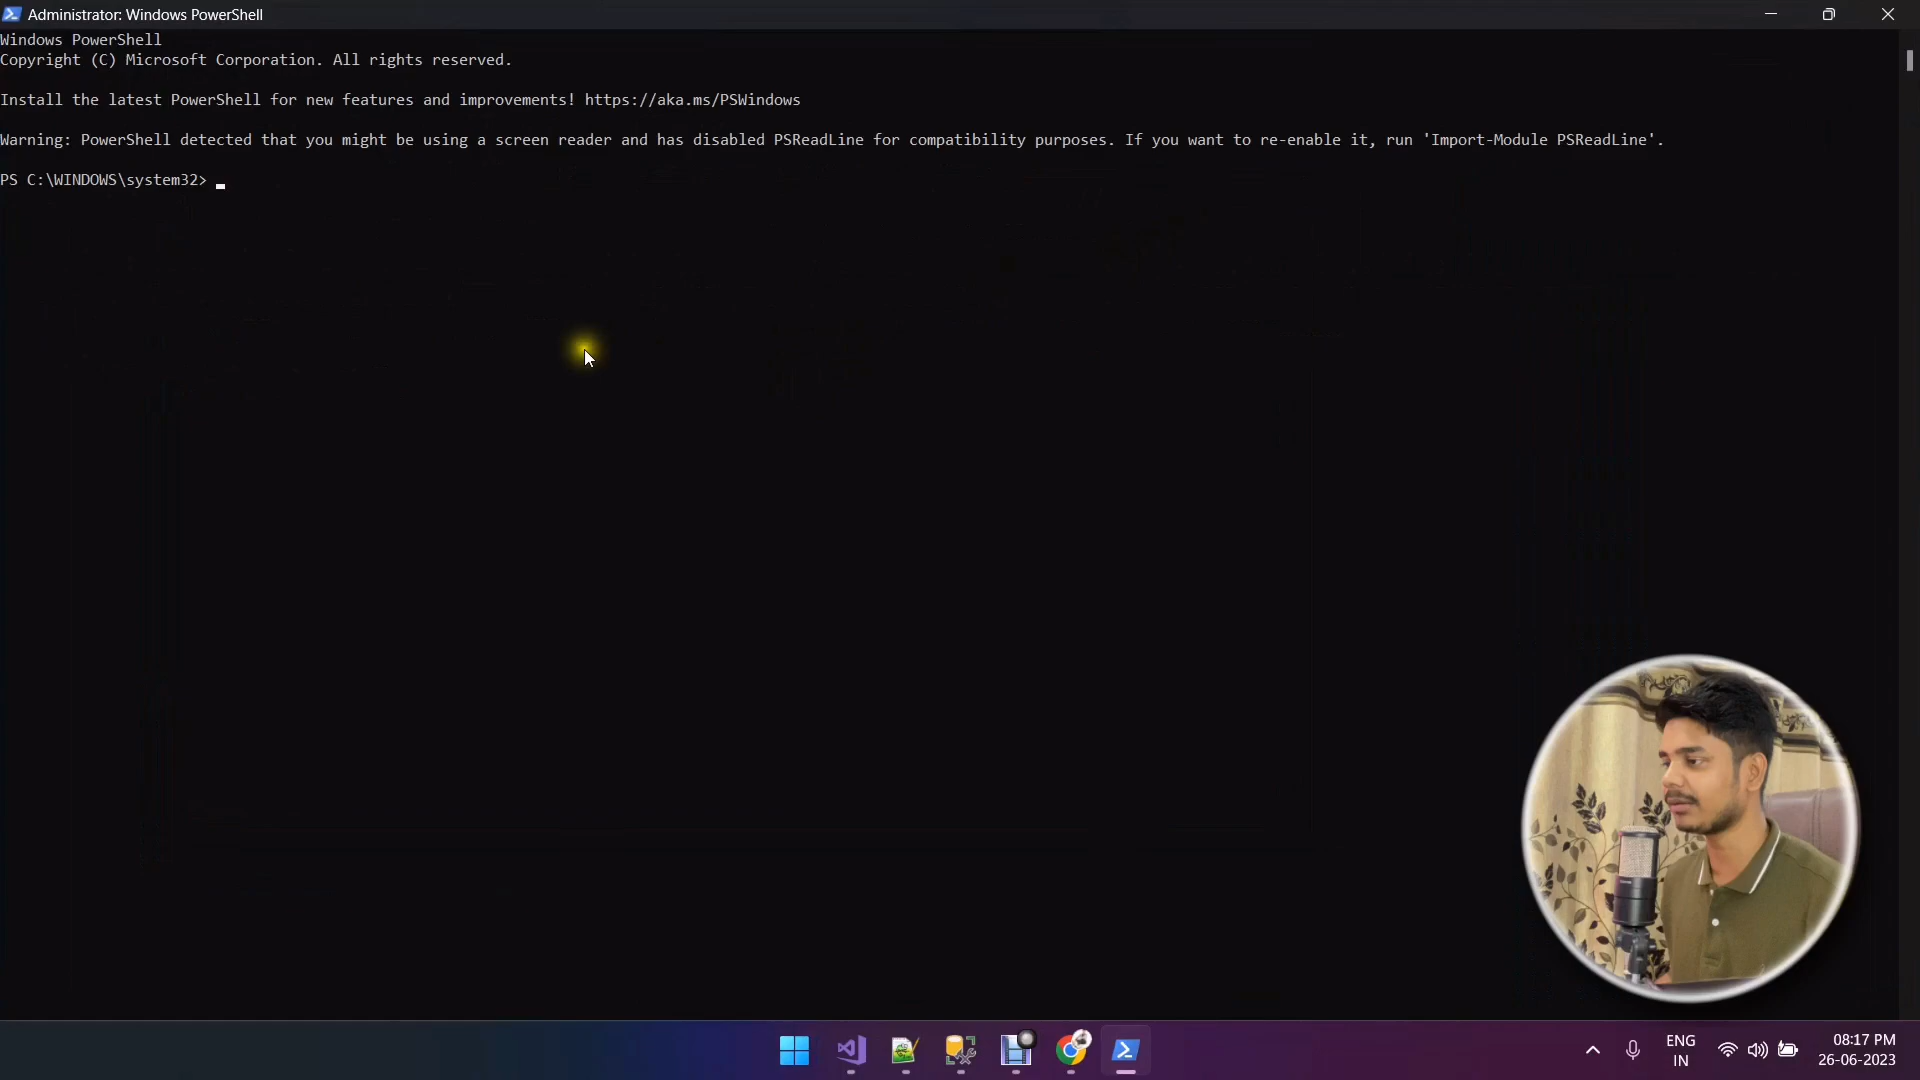 Administrator: Windows PowerShell
Windows PowerShell
Copyright (C) Microsoft Corporation. All rights reserved.
Install the latest PowerShell for new features and improvements! https://aka.ms/PSWindows
Warning: PowerShell detected that you might be using a screen reader and has disabled PSReadLine for compatibility purposes. If you want to re-enable it, run 'Import-Module PSReadLine'.
PS C:\WINDOWS\system32>
ENG
IN
08:17 PM
26-06-2023